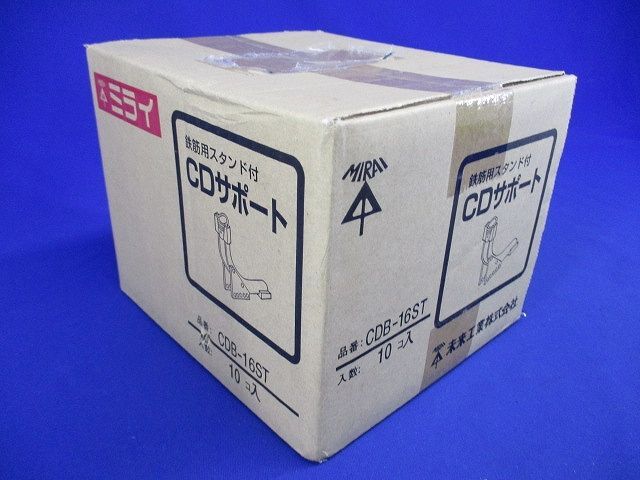 ミライ
鉄筋用スタンド付
CDサポート
品番: CDB-16ST
入数: 10コ入
MIRAI
鉄筋用スタンド付
CDサポート
品番: CDB-16ST
入数: 10コ入
未来工業株式会社